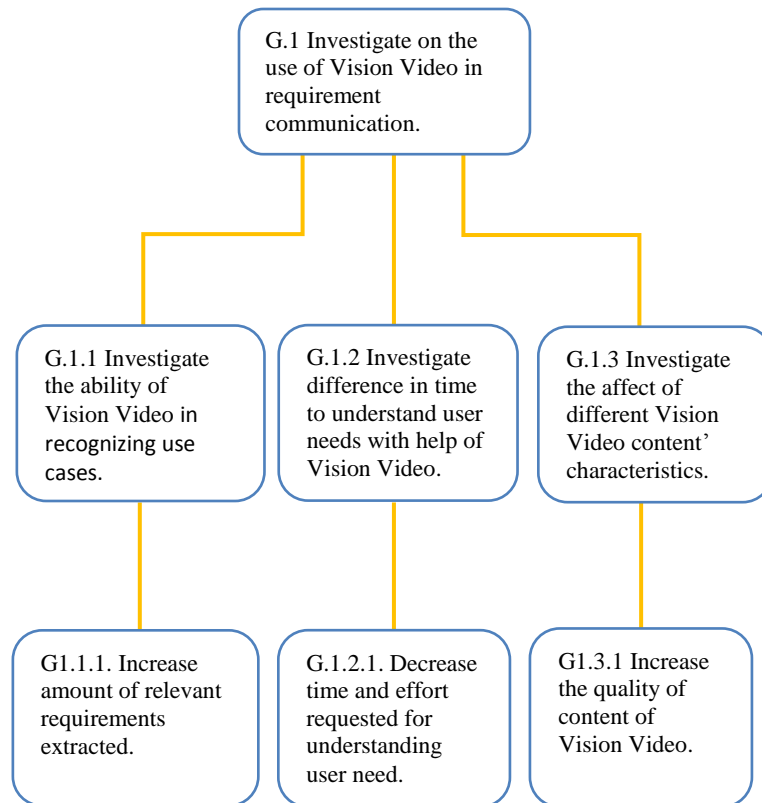 G.1 Investigate on the
use of Vision Video in
requirement
communication.
G.1.1 Investigate
the ability of
Vision Video in
recognizing use
cases.
G.1.2 Investigate
difference in time
to understand user
needs with help of
Vision Video.
G.1.3 Investigate
the affect of
different Vision
Video content’
characteristics.
G1.1.1. Increase
amount of relevant
requirements
extracted.
G.1.2.1. Decrease
time and effort
requested for
understanding
user need.
G1.3.1 Increase
the quality of
content of
Vision Video.